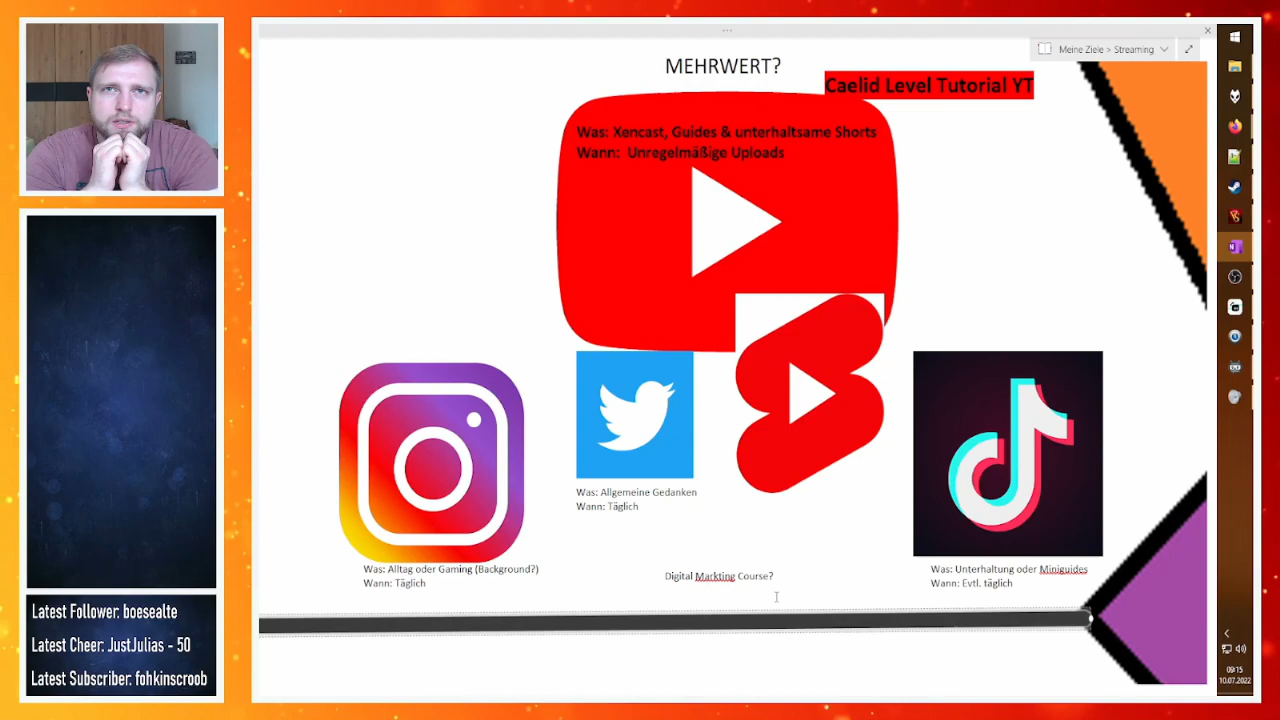 Meine Ziele > Streaming
MEHRWERT?
Caelid Level Tutorial YT
Was: Xencast, Guides & unterhaltsame Shorts
Wann: Unregelmäßige Uploads
Was: Allgemeine Gedanken
Wann: Täglich
Was: Alltag oder Gaming (Background?)
Wann: Täglich
Digital Markting Course?
Was: Unterhaltung oder Miniguides
Wann: Evtl. täglich
Latest Follower: boesealte
Latest Cheer: JustJulias - 50
Latest Subscriber: fohkinscroob
09:15
10.07.2022